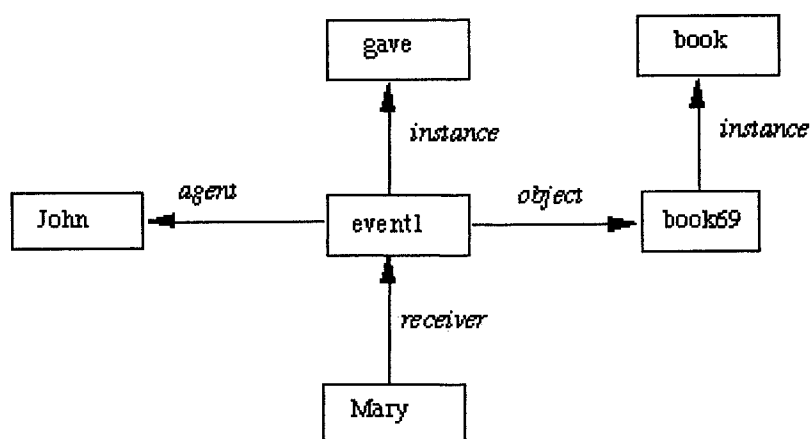 gave
book
instance
instance
agent
object
John
event1
book69
receiver
Mary